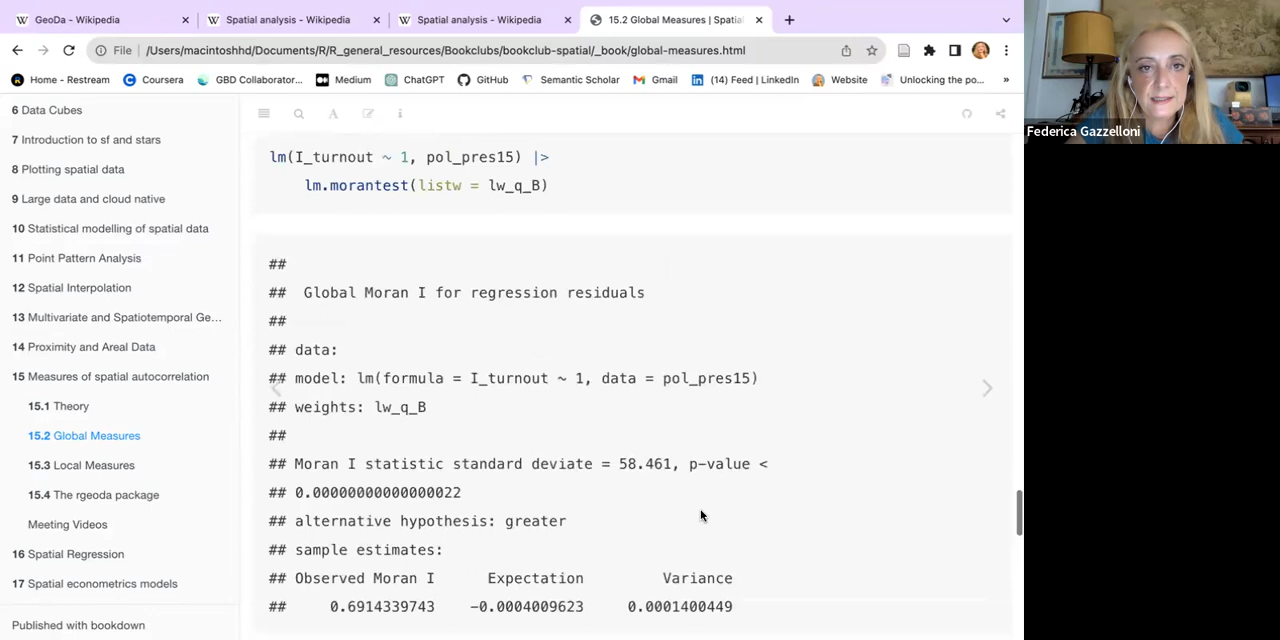 GeoDa - Wikipedia
Spatial analysis - Wikipedia
Spatial analysis - Wikipedia
15.2 Global Measures | Spatial
File /Users/macintoshhd/Documents/R/R_general_resources/Bookclubs/bookclub-spatial/_book/global-measures.html
Home - Restream Coursera GBD Collaborator... Medium ChatGPT GitHub Semantic Scholar Gmail (14) Feed | LinkedIn Website Unlocking the po... »
6 Data Cubes
7 Introduction to sf and stars
8 Plotting spatial data
9 Large data and cloud native
10 Statistical modelling of spatial data
11 Point Pattern Analysis
12 Spatial Interpolation
13 Multivariate and Spatiotemporal Ge...
14 Proximity and Areal Data
15 Measures of spatial autocorrelation
15.1 Theory
15.2 Global Measures
15.3 Local Measures
15.4 The rgeoda package
Meeting Videos
16 Spatial Regression
17 Spatial econometrics models
Published with bookdown
lm(I_turnout ~ 1, pol_pres15) |>
lm.morantest(listw = lw_q_B)
##
## Global Moran I for regression residuals
##
## data:
## model: lm(formula = I_turnout ~ 1, data = pol_pres15)
## weights: lw_q_B
##
## Moran I statistic standard deviate = 58.461, p-value <
## 0.00000000000000022
## alternative hypothesis: greater
## sample estimates:
## Observed Moran I Expectation Variance
## 0.6914339743 -0.0004009623 0.0001400449
Federica Gazzelloni